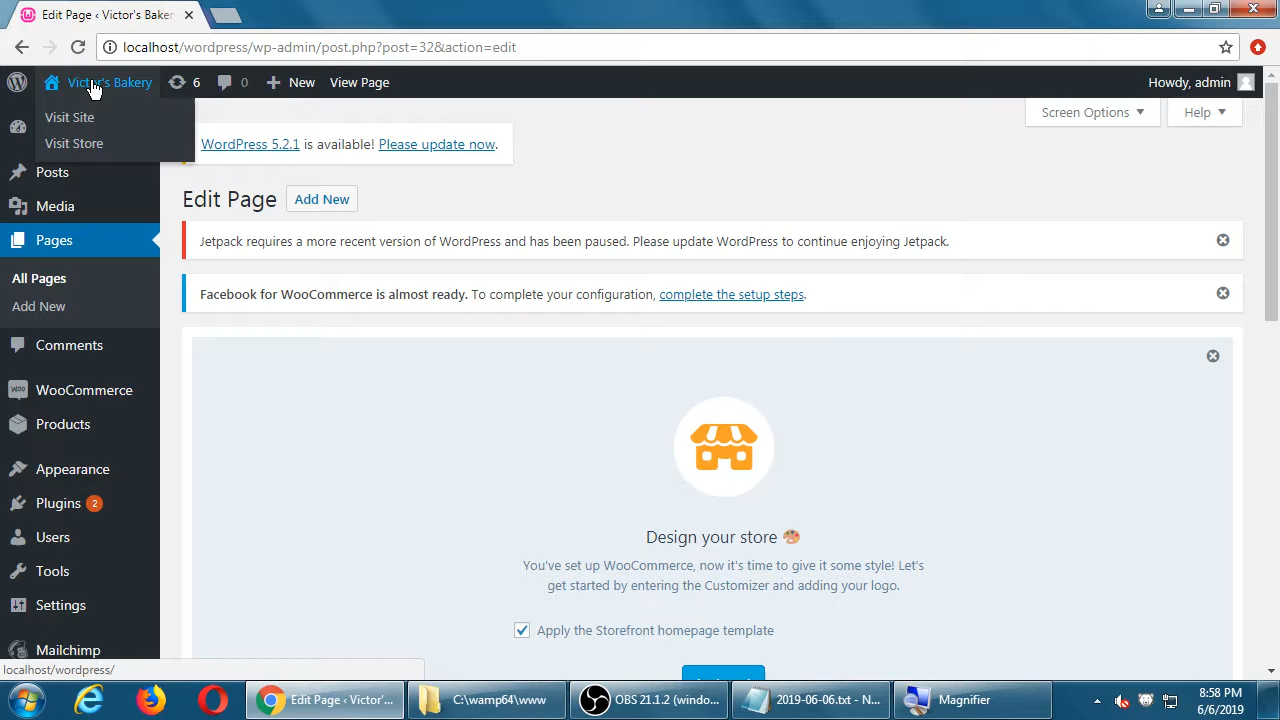 Edit Page ‹ Victor's Baker
localhost/wordpress/wp-admin/post.php?post=32&action=edit
Victor's Bakery 6 0 New View Page Howdy, admin
Visit Site
Visit Store
Screen Options Help
WordPress 5.2.1 is available! Please update now.
Posts
Media
Pages
All Pages
Add New
Comments
WooCommerce
Products
Appearance
Plugins 2
Users
Tools
Settings
Mailchimp
Edit Page Add New
Jetpack requires a more recent version of WordPress and has been paused. Please update WordPress to continue enjoying Jetpack.
Facebook for WooCommerce is almost ready. To complete your configuration, complete the setup steps.
Design your store
You've set up WooCommerce, now it's time to give it some style! Let's
get started by entering the Customizer and adding your logo.
Apply the Storefront homepage template
localhost/wordpress/
Edit Page ‹ Victor'... C:\wamp64\www OBS 21.1.2 (windo... 2019-06-06.txt - N... Magnifier
8:58 PM
6/6/2019